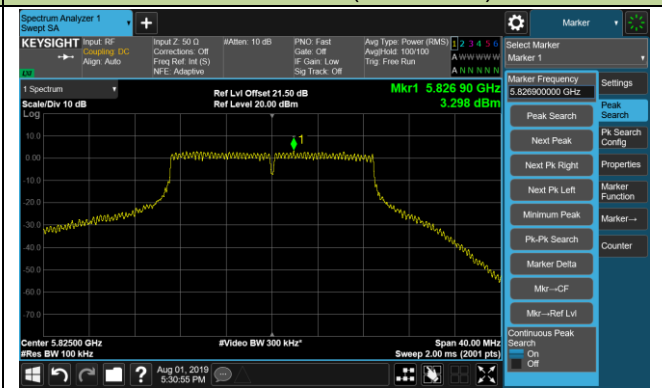 Spectrum Analyzer 1
Swept SA
Marker
KEYSIGHT
Input: RF
Coupling: DC
Align: Auto
Input Z: 50 Ω
Corrections: Off
Freq Ref: Int (S)
NFE: Adaptive
#Atten: 10 dB
PNO: Fast
Gate: Off
IF Gain: Low
Sig Track: Off
Avg Type: Power (RMS)
Avg|Hold: 100/100
Trig: Free Run
1 2 3 4 5 6
A W W W W W
A N N N N N
Select Marker
Marker 1
Marker Frequency
5.826900000 GHz
Settings
Peak Search
Peak
Search
Next Peak
Pk Search
Config
Next Pk Right
Properties
Next Pk Left
Marker
Function
Minimum Peak
Marker→
Pk-Pk Search
Counter
Marker Delta
Mkr→CF
Mkr→Ref Lvl
Continuous Peak
Search
On
Off
1 Spectrum
Scale/Div 10 dB
Log
Ref Lvl Offset 21.50 dB
Ref Level 20.00 dBm
Mkr1 5.826 90 GHz
3.298 dBm
1
10.0
0.00
-10.0
-20.0
-30.0
-40.0
-50.0
-60.0
-70.0
Center 5.82500 GHz
#Res BW 100 kHz
#Video BW 300 kHz*
Span 40.00 MHz
Sweep 2.00 ms (2001 pts)
Aug 01, 2019
5:30:55 PM